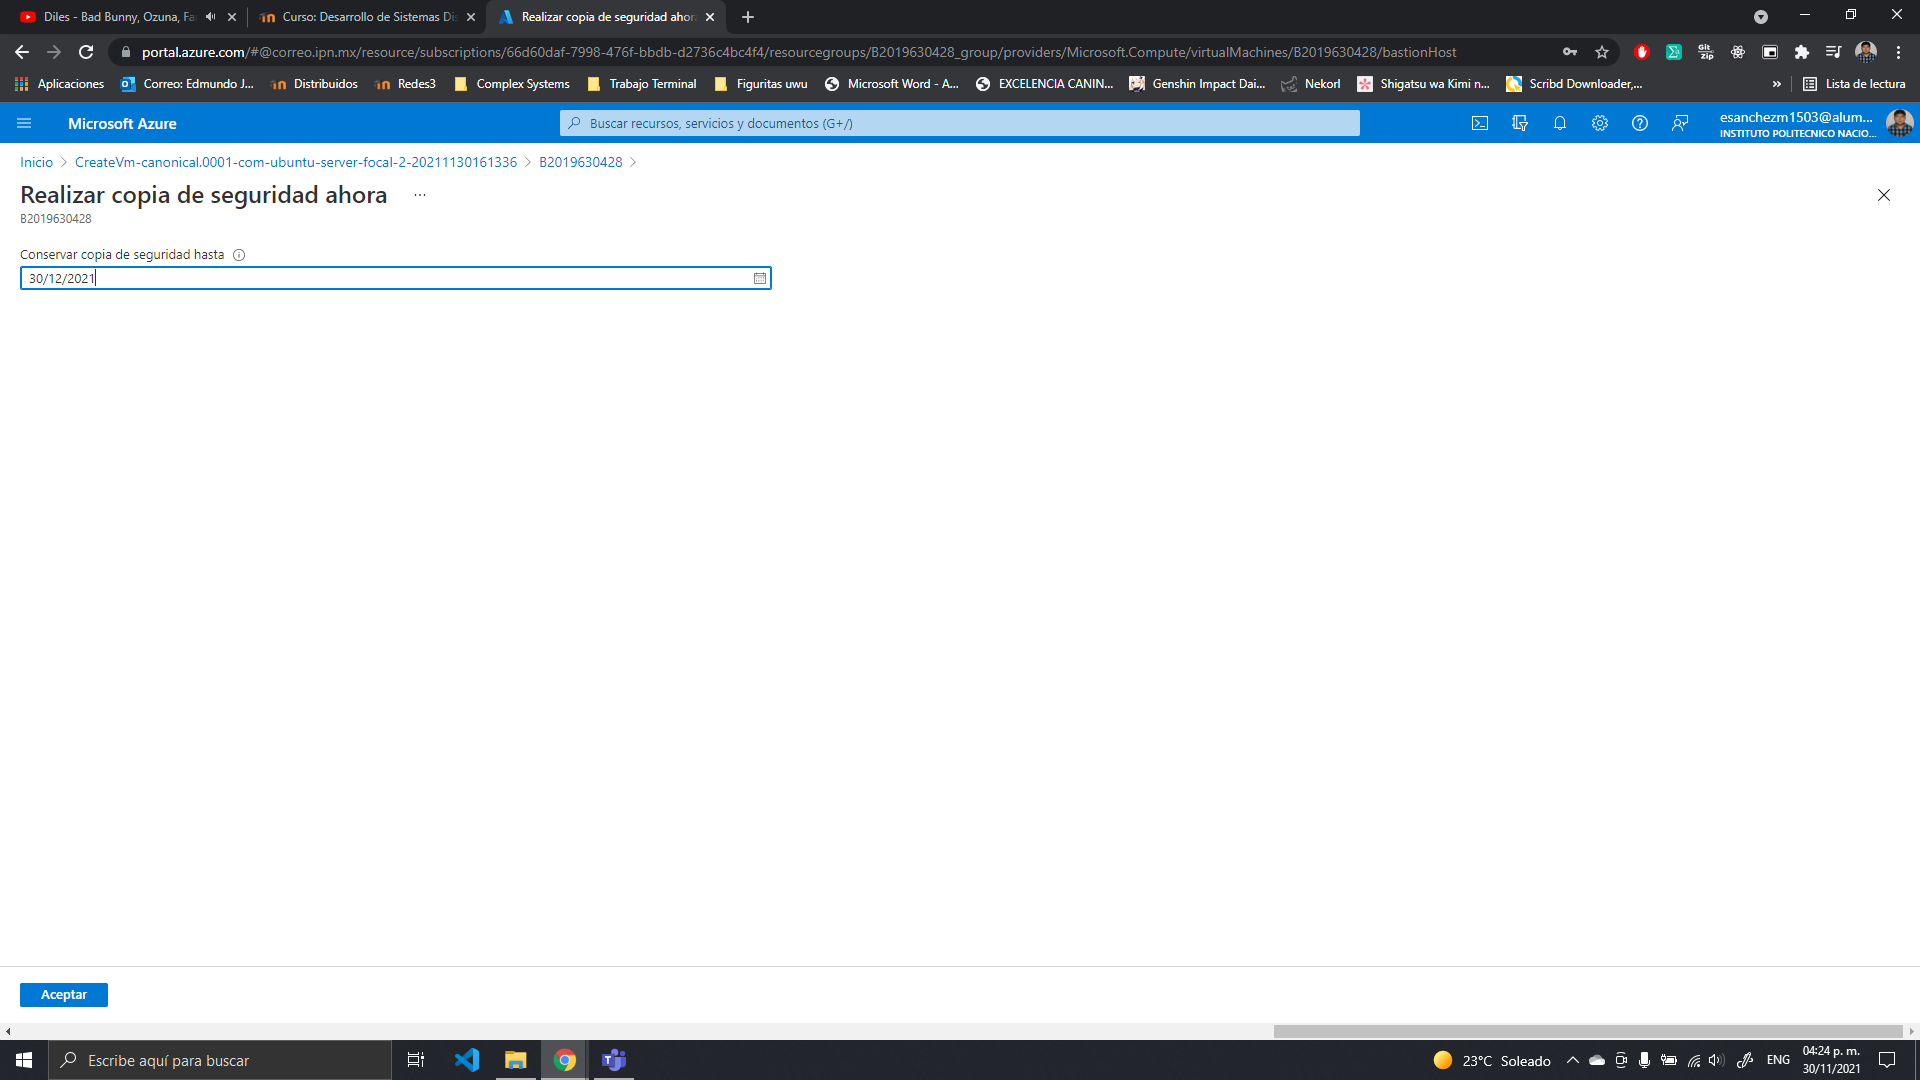 Diles - Bad Bunny, Ozuna, Fa
Curso: Desarrollo de Sistemas Dis
Realizar copia de seguridad ahora
portal.azure.com/#@correo.ipn.mx/resource/subscriptions/66d60daf-7998-476f-bbdb-d2736c4bc4f4/resourcegroups/B2019630428_group/providers/Microsoft.Compute/virtualMachines/B2019630428/bastionHost
Git zip
Aplicaciones
Correo: Edmundo J...
Distribuidos
Redes3
Complex Systems
Trabajo Terminal
Figuritas uwu
Microsoft Word - A...
EXCELENCIA CANIN...
Genshin Impact Dai...
Nekorl
Shigatsu wa Kimi n...
Scribd Downloader,...
»
Lista de lectura
Microsoft Azure
Buscar recursos, servicios y documentos (G+/)
esanchezm1503@alum...
INSTITUTO POLITECNICO NACIO...
Inicio > CreateVm-canonical.0001-com-ubuntu-server-focal-2-20211130161336 > B2019630428 >
Realizar copia de seguridad ahora ...
B2019630428
Conservar copia de seguridad hasta
30/12/2021
Aceptar
Escribe aquí para buscar
23°C Soleado
ENG
04:24 p. m.
30/11/2021